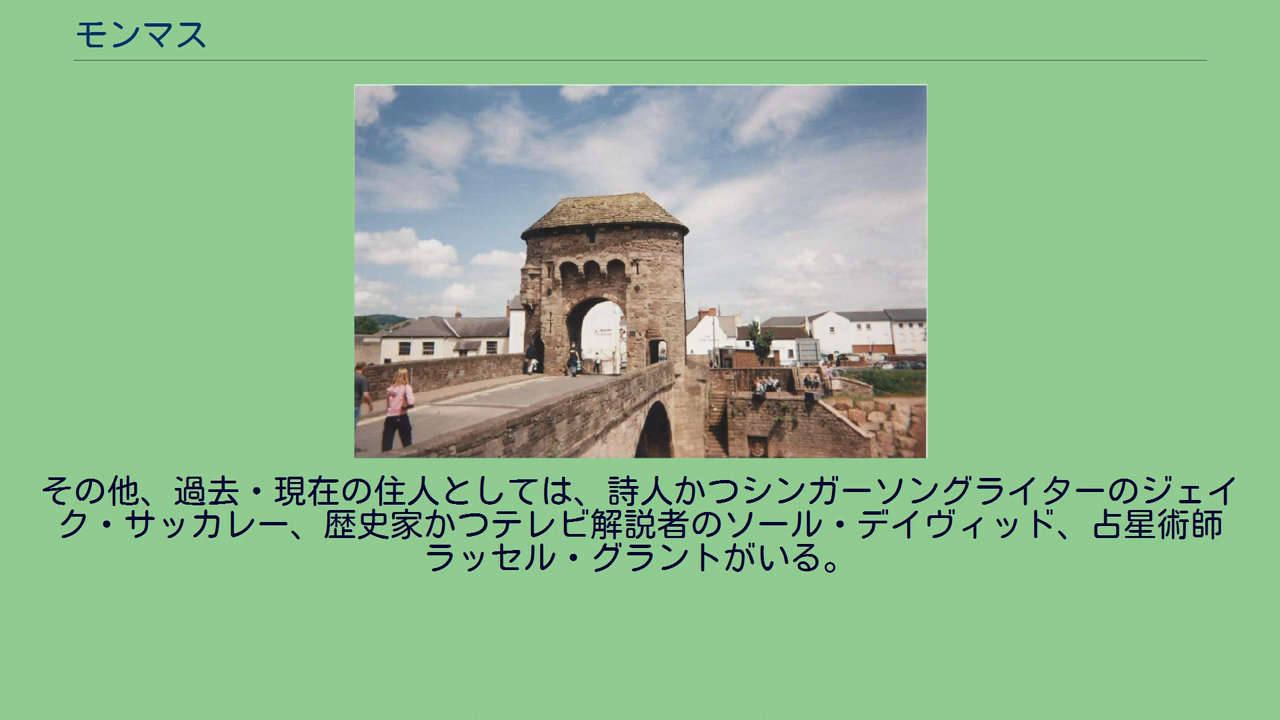 モンマス
その他、過去・現在の住人としては、詩人かつシンガーソングライターのジェイ
ク・サッカレー、歴史家かつテレビ解説者のソール・デイヴィッド、占星術師
ラッセル・グラントがいる。